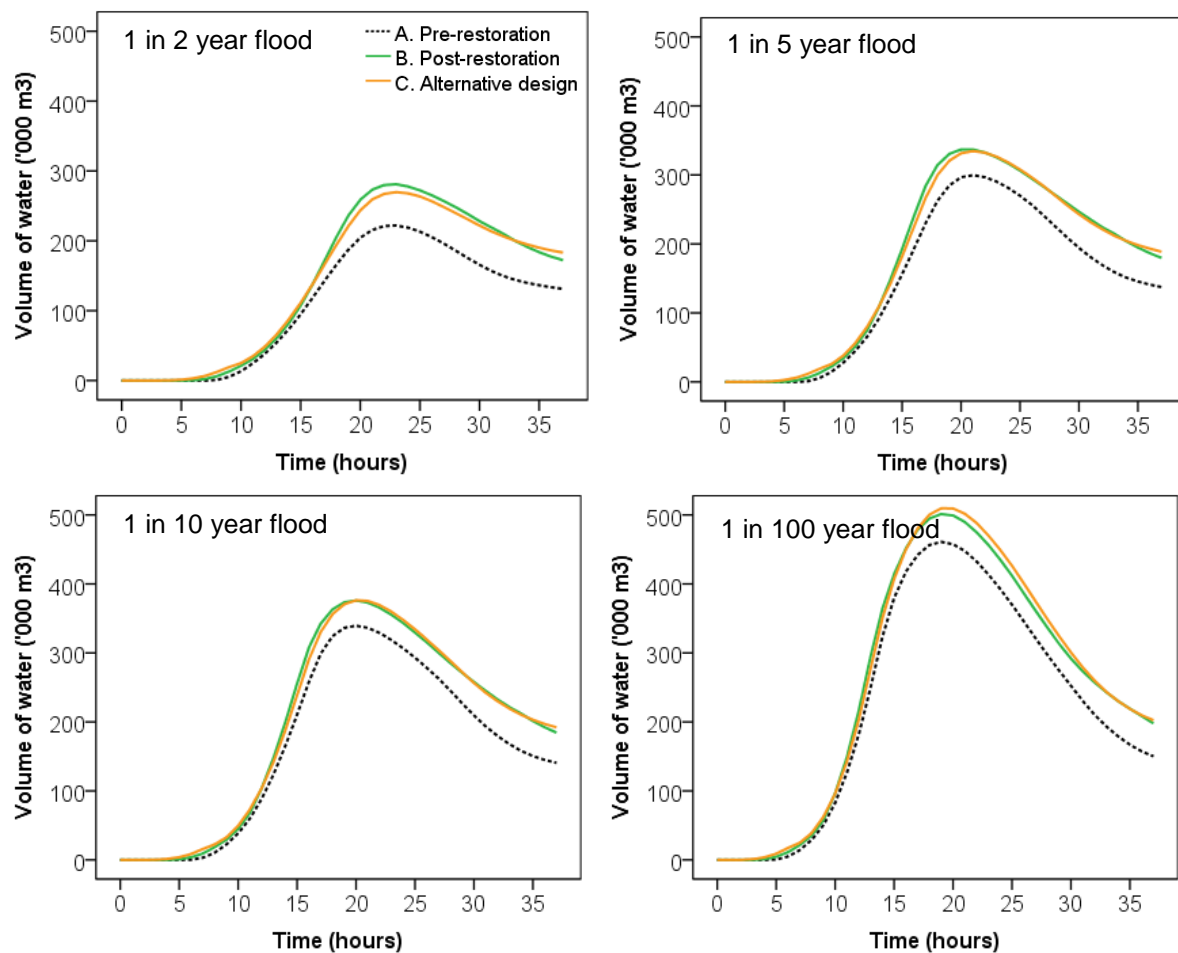 1 in 2 year flood
A. Pre-restoration
B. Post-restoration
C. Alternative design
Volume of water ('000 m3)
500
400
300
200
100
0
0 5 10 15 20 25 30 35
Time (hours)
1 in 5 year flood
Volume of water ('000 m3)
500
400
300
200
100
0
0 5 10 15 20 25 30 35
Time (hours)
1 in 10 year flood
Volume of water ('000 m3)
500
400
300
200
100
0
0 5 10 15 20 25 30 35
Time (hours)
1 in 100 year flood
Volume of water ('000 m3)
500
400
300
200
100
0
0 5 10 15 20 25 30 35
Time (hours)